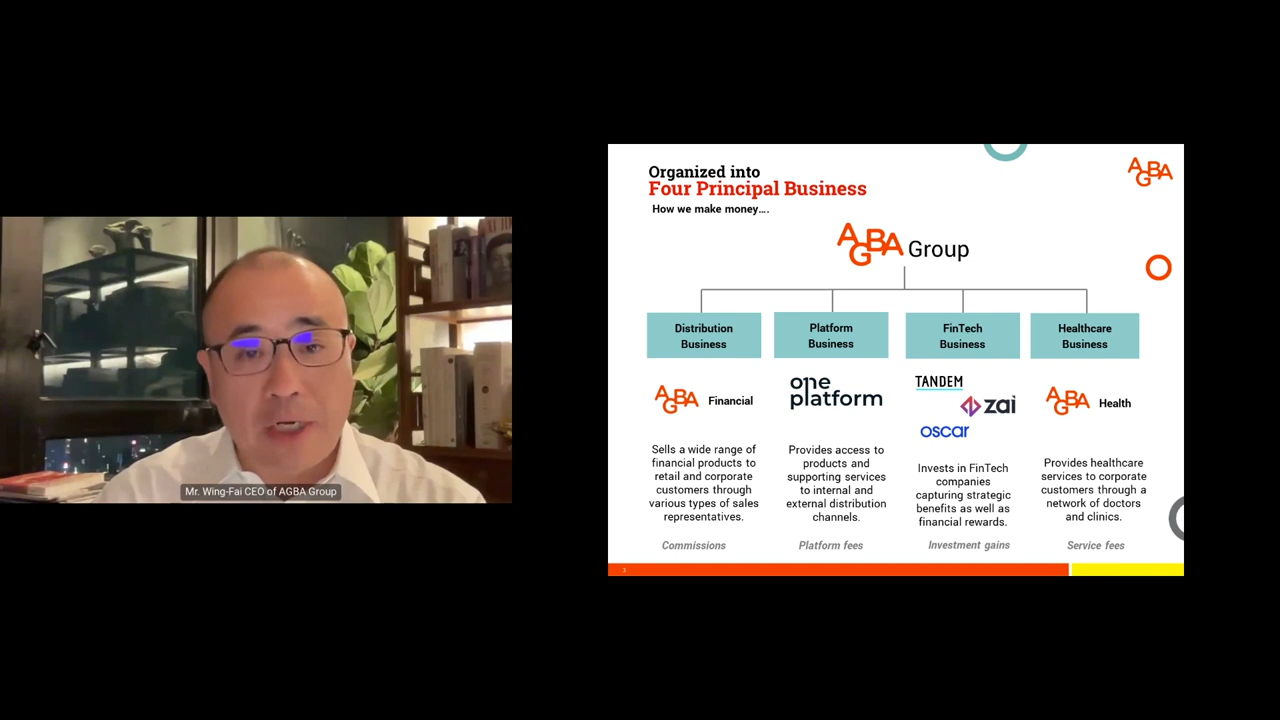 Mr. Wing-Fai CEO of AGBA Group
Organized into
Four Principal Business
How we make money....
AGBA
AGBA Group
Distribution
Business
Platform
Business
FinTech
Business
Healthcare
Business
AGBA Financial
one
platform
TANDEM
zai
OSCAR
AGBA Health
Sells a wide range of
financial products to
retail and corporate
customers through
various types of sales
representatives.
Provides access to
products and
supporting services
to internal and
external distribution
channels.
Invests in FinTech
companies
capturing strategic
benefits as well as
financial rewards.
Provides healthcare
services to corporate
customers through a
network of doctors
and clinics.
Commissions
Platform fees
Investment gains
Service fees
3